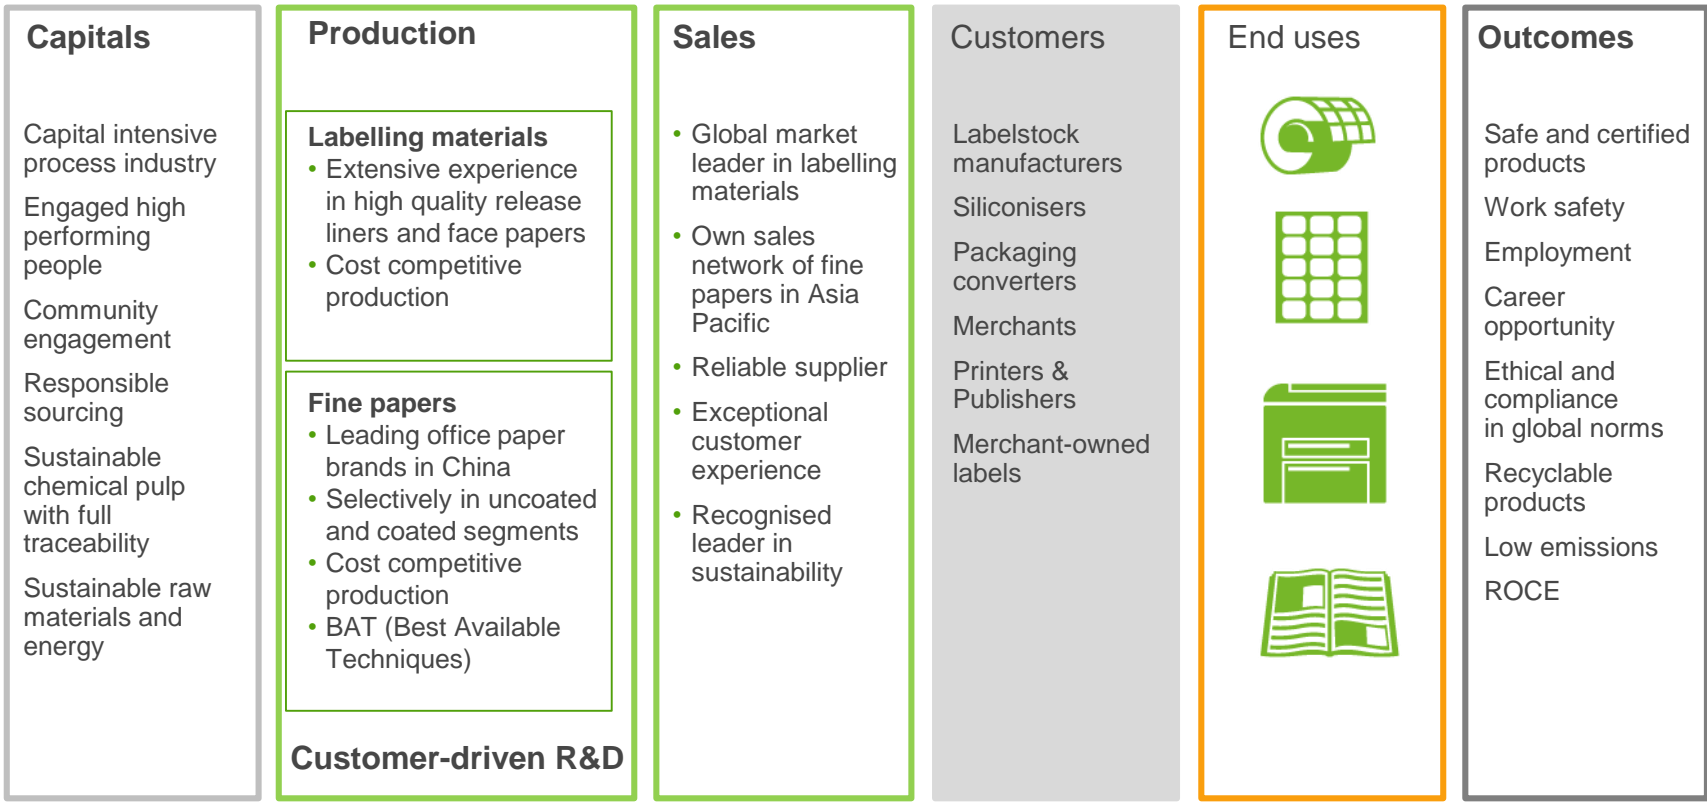 Capitals
Capital intensive
process industry
Engaged high
performing
people
Community
engagement
Responsible
sourcing
Sustainable
chemical pulp
with full
traceability
Sustainable raw
materials and
energy
Production
Labelling materials
• Extensive experience
in high quality release
liners and face papers
• Cost competitive
production
Fine papers
• Leading office paper
brands in China
• Selectively in uncoated
and coated segments
• Cost competitive
production
• BAT (Best Available
Techniques)
Customer-driven R&D
Sales
• Global market
leader in labelling
materials
• Own sales
network of fine
papers in Asia
Pacific
• Reliable supplier
• Exceptional
customer
experience
• Recognised
leader in
sustainability
Customers
Labelstock
manufacturers
Siliconisers
Packaging
converters
Merchants
Printers &
Publishers
Merchant-owned
labels
End uses
Outcomes
Safe and certified
products
Work safety
Employment
Career
opportunity
Ethical and
compliance
in global norms
Recyclable
products
Low emissions
ROCE